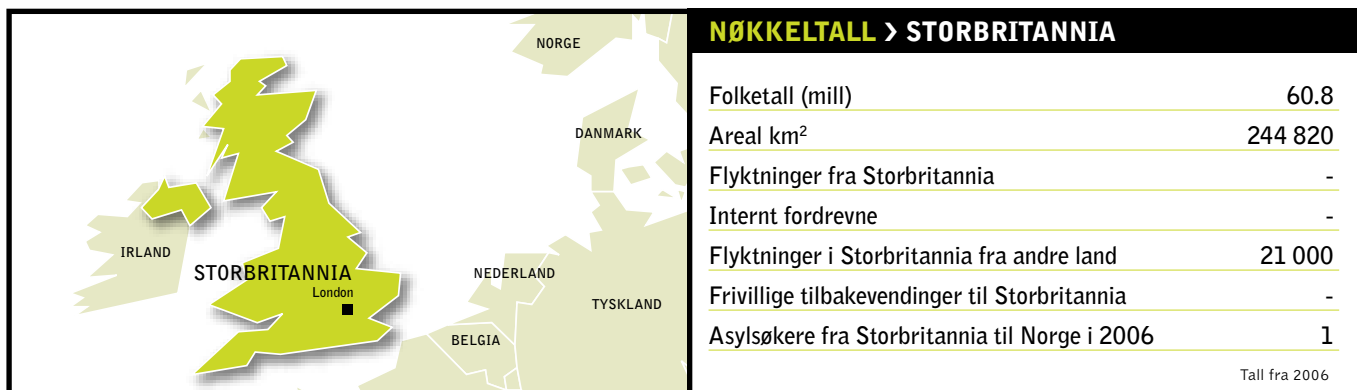 NORGE
DANMARK
IRLAND
STORBRITANNIA
London
NEDERLAND
TYSKLAND
BELGIA
NØKKELTALL > STORBRITANNIA
Folketall (mill) 60.8
Areal km² 244 820
Flyktninger fra Storbritannia -
Internt fordrevne -
Flyktninger i Storbritannia fra andre land 21 000
Frivillige tilbakevendinger til Storbritannia -
Asylsøkere fra Storbritannia til Norge i 2006 1
Tall fra 2006